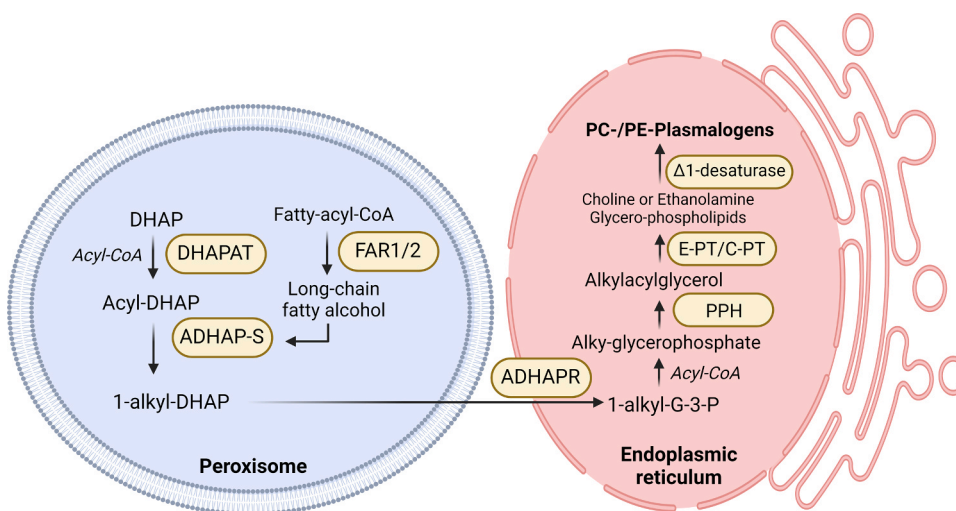 DHAP
Acyl-CoA
DHAPAT
Acyl-DHAP
Fatty-acyl-CoA
FAR1/2
Long-chain
fatty alcohol
ADHAP-S
1-alkyl-DHAP
Peroxisome
ADHAPR
PC-/PE-Plasmalogens
Δ1-desaturase
Choline or Ethanolamine
Glycero-phospholipids
E-PT/C-PT
Alkylacylglycerol
PPH
Alky-glycerophosphate
Acyl-CoA
1-alkyl-G-3-P
Endoplasmic
reticulum